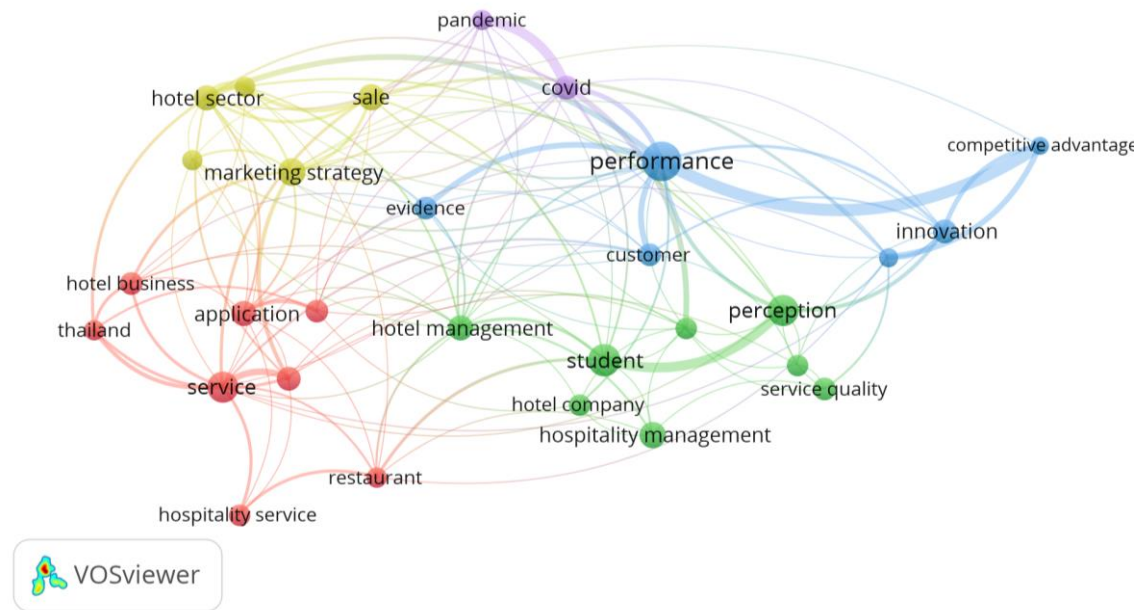 pandemic
covid
hotel sector
sale
competitive advantage
performance
marketing strategy
evidence
innovation
customer
hotel business
application
thailand
hotel management
perception
student
service
service quality
hotel company
hospitality management
restaurant
hospitality service
VOSviewer